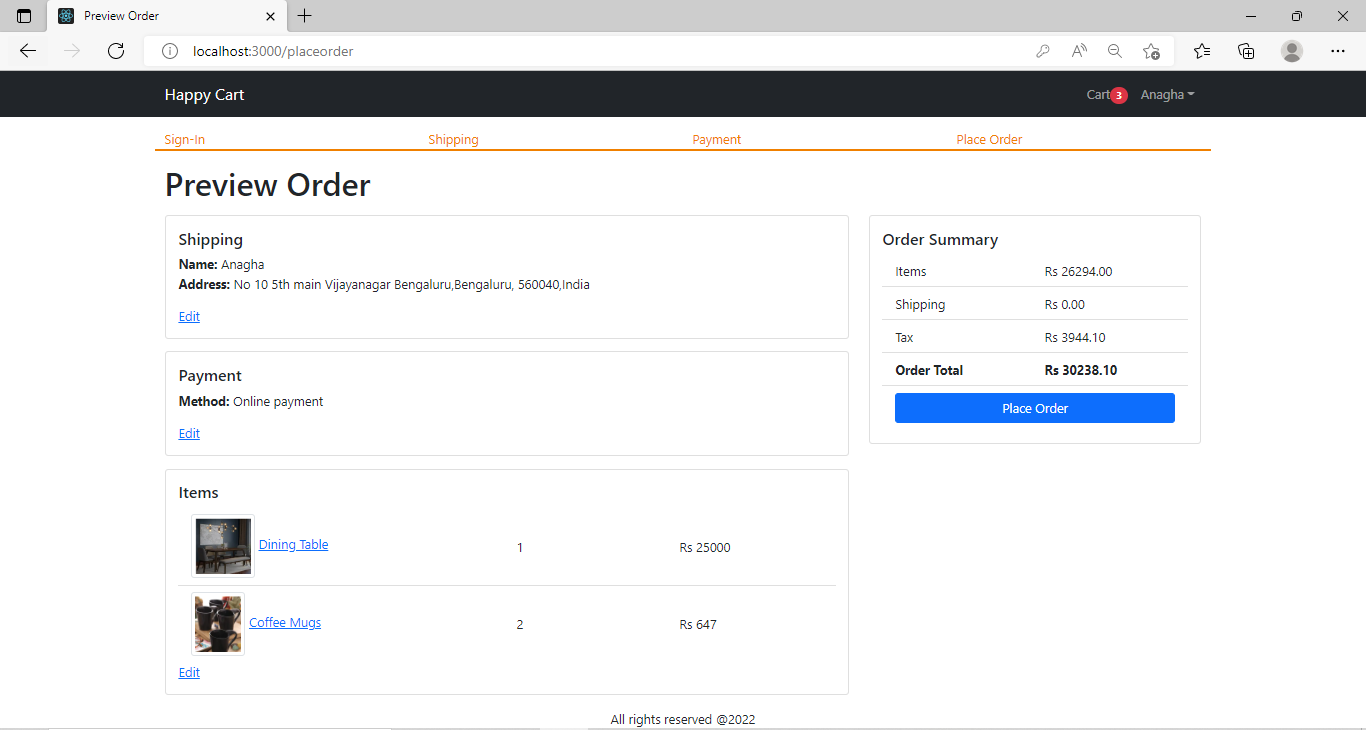 Preview Order
localhost:3000/placeorder
Happy Cart
Cart 3 Anagha
Sign-In Shipping Payment Place Order
Preview Order
Shipping
Name: Anagha
Address: No 10 5th main Vijayanagar Bengaluru,Bengaluru, 560040,India
Edit
Payment
Method: Online payment
Edit
Items
Dining Table 1 Rs 25000
Coffee Mugs 2 Rs 647
Edit
Order Summary
Items Rs 26294.00
Shipping Rs 0.00
Tax Rs 3944.10
Order Total Rs 30238.10
Place Order
All rights reserved @2022